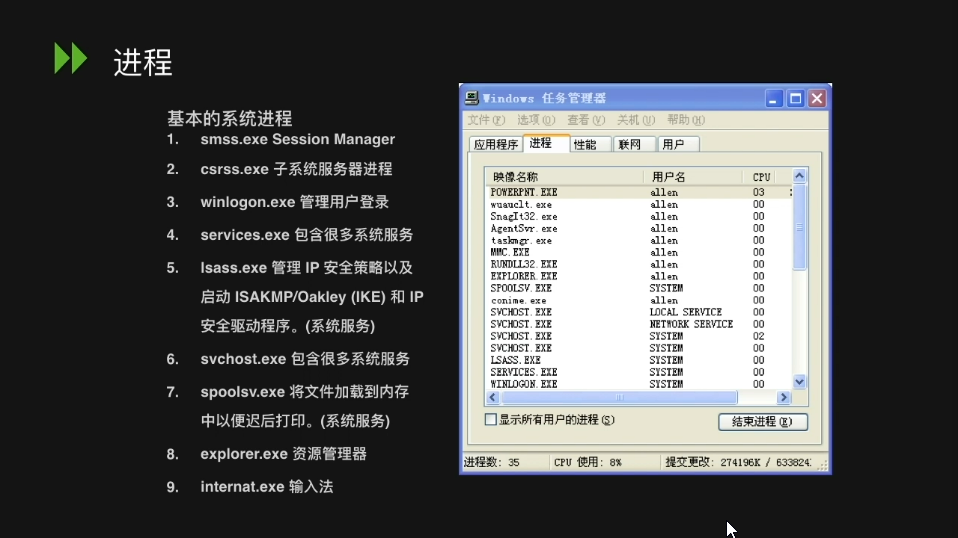 进程
基本的系统进程
1. smss.exe Session Manager
2. csrss.exe 子系统服务器进程
3. winlogon.exe 管理用户登录
4. services.exe 包含很多系统服务
5. lsass.exe 管理 IP 安全策略以及
启动 ISAKMP/Oakley (IKE) 和 IP
安全驱动程序。(系统服务)
6. svchost.exe 包含很多系统服务
7. spoolsv.exe 将文件加载到内存
中以便迟后打印。(系统服务)
8. explorer.exe 资源管理器
9. internat.exe 输入法
Windows 任务管理器
文件(F) 选项(O) 查看(V) 关机(U) 帮助(H)
应用程序 进程 性能 联网 用户
映像名称 用户名 CPU
POWERPNT.EXE allen 03
wuauclt.exe allen 00
SnagIt32.exe allen 00
AgentSvr.exe allen 00
taskmgr.exe allen 00
MMC.EXE allen 00
RUNDLL32.EXE allen 00
EXPLORER.EXE allen 00
SPOOLSV.EXE SYSTEM 00
conime.exe allen 00
SVCHOST.EXE LOCAL SERVICE 00
SVCHOST.EXE NETWORK SERVICE 00
SVCHOST.EXE SYSTEM 02
SVCHOST.EXE SYSTEM 00
LSASS.EXE SYSTEM 00
SERVICES.EXE SYSTEM 00
WINLOGON.EXE SYSTEM 00
显示所有用户的进程(S) 结束进程(E)
进程数: 35 CPU 使用: 8% 提交更改: 274196K / 633824